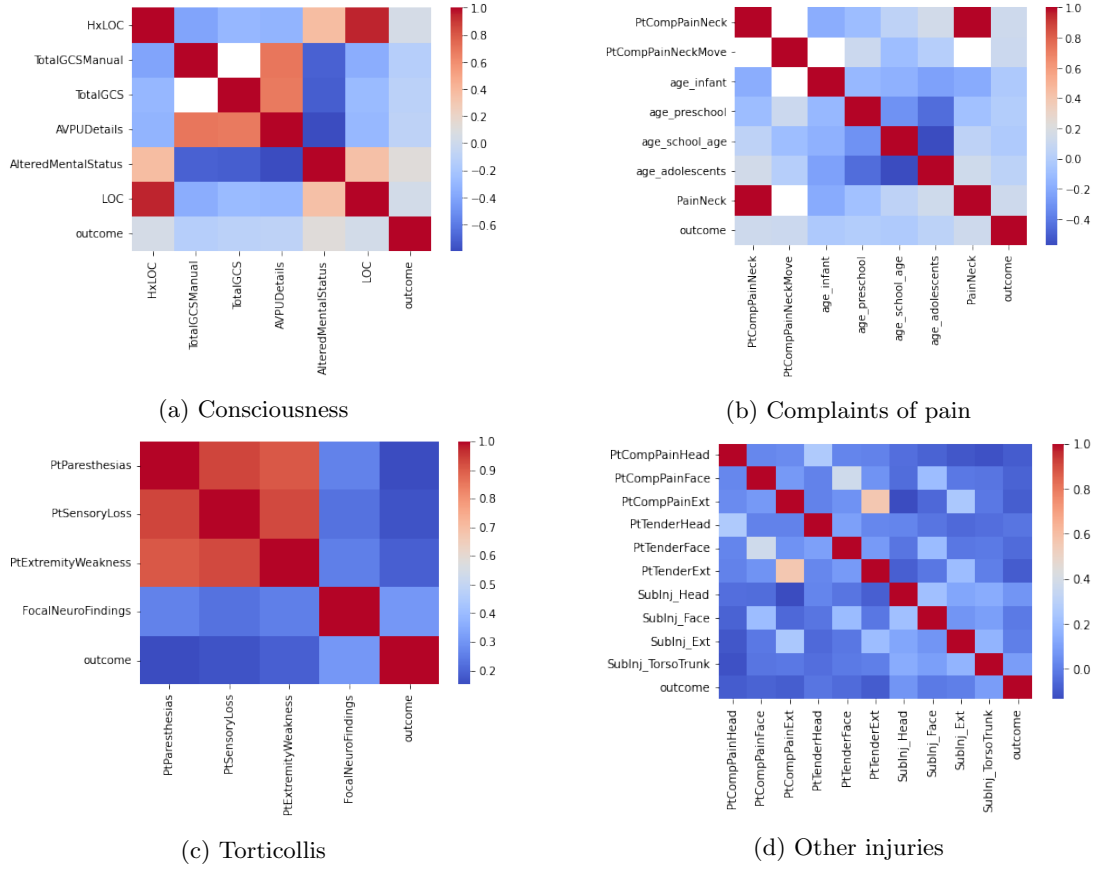 HxLOC
TotalGCSManual
TotalGCS
AVPUDetails
AlteredMentalStatus
LOC
outcome
HxLOC
TotalGCSManual
TotalGCS
AVPUDetails
AlteredMentalStatus
LOC
outcome
1.0
0.8
0.6
0.4
0.2
0.0
−0.2
−0.4
−0.6
(a) Consciousness
PtCompPainNeck
PtCompPainNeckMove
age_infant
age_preschool
age_school_age
age_adolescents
PainNeck
outcome
PtCompPainNeck
PtCompPainNeckMove
age_infant
age_preschool
age_school_age
age_adolescents
PainNeck
outcome
1.0
0.8
0.6
0.4
0.2
0.0
−0.2
−0.4
(b) Complaints of pain
PtParesthesias
PtSensoryLoss
PtExtremityWeakness
FocalNeuroFindings
outcome
PtParesthesias
PtSensoryLoss
PtExtremityWeakness
FocalNeuroFindings
outcome
1.0
0.9
0.8
0.7
0.6
0.5
0.4
0.3
0.2
(c) Torticollis
PtCompPainHead
PtCompPainFace
PtCompPainExt
PtTenderHead
PtTenderFace
PtTenderExt
SubInj_Head
SubInj_Face
SubInj_Ext
SubInj_TorsoTrunk
outcome
PtCompPainHead
PtCompPainFace
PtCompPainExt
PtTenderHead
PtTenderFace
PtTenderExt
SubInj_Head
SubInj_Face
SubInj_Ext
SubInj_TorsoTrunk
outcome
1.0
0.8
0.6
0.4
0.2
0.0
(d) Other injuries